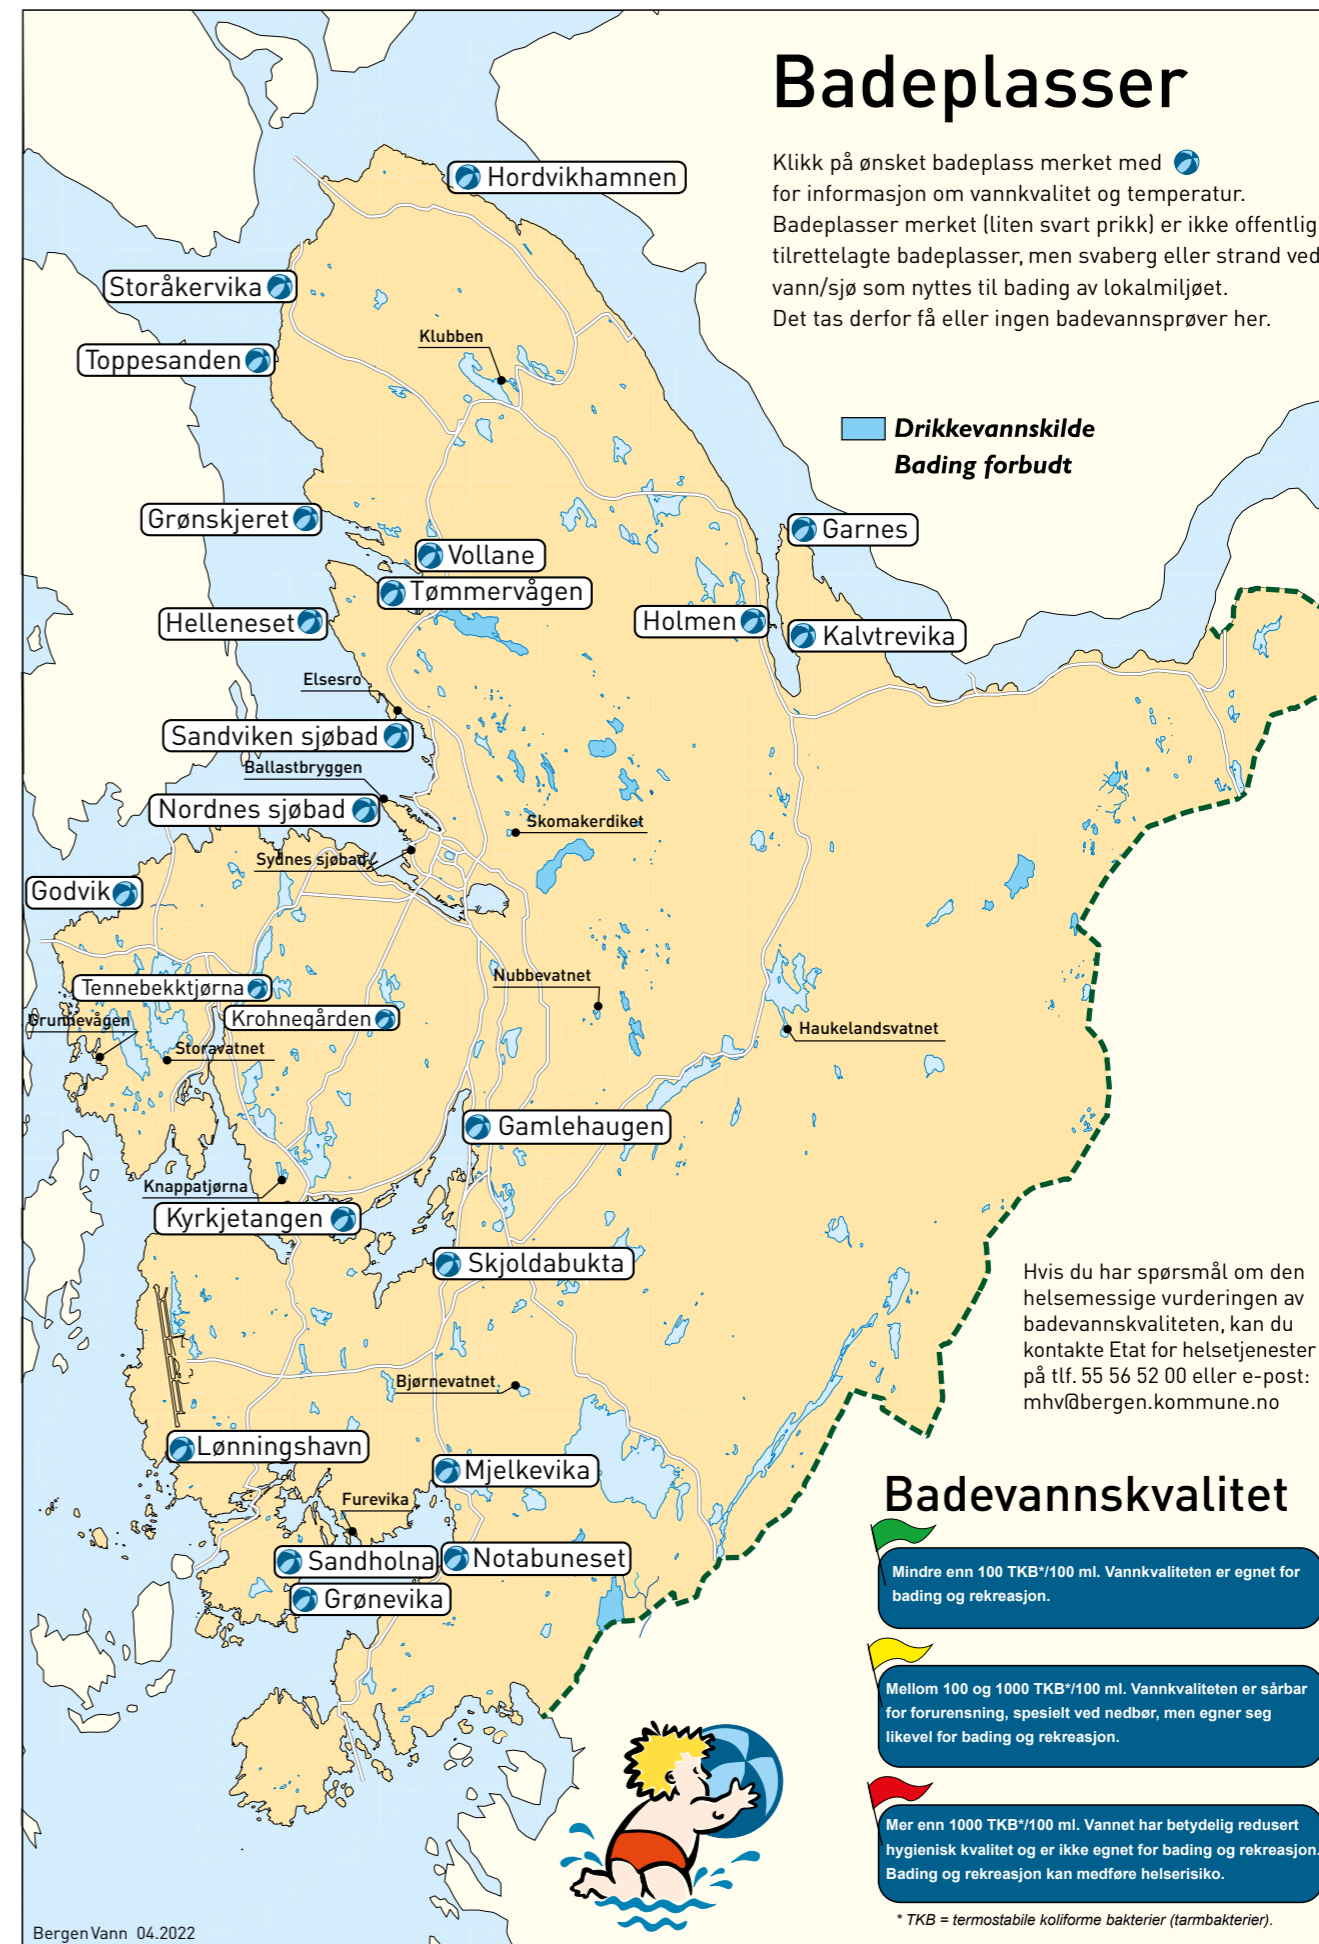 Badeplasser
Klikk på ønsket badeplass merket med
for informasjon om vannkvalitet og temperatur.
Badeplasser merket (liten svart prikk) er ikke offentlig
tilrettelagte badeplasser, men svaberg eller strand ved
vann/sjø som nyttes til bading av lokalmiljøet.
Det tas derfor få eller ingen badevannsprøver her.
Drikkevannskilde
Bading forbudt
Hordvikhamnen
Storåkervika
Klubben
Toppesanden
Grønskjeret
Garnes
Vollane
Tømmervågen
Helleneset
Holmen
Kalvtrevika
Elsesro
Sandviken sjøbad
Ballastbryggen
Nordnes sjøbad
Skomakerdiket
Sydnes sjøbad
Godvik
Nubbevatnet
Tennebekktjørna
Grunnevågen
Krohnegården
Haukelandsvatnet
Storavatnet
Gamlehaugen
Knappatjørna
Kyrkjetangen
Skjoldabukta
Bjørnevatnet
Lønningshavn
Mjelkevika
Furevika
Sandholna
Notabuneset
Grønevika
Hvis du har spørsmål om den
helsemessige vurderingen av
badevannskvaliteten, kan du
kontakte Etat for helsetjenester
på tlf. 55 56 52 00 eller e-post:
mhv@bergen.kommune.no
Badevannskvalitet
Mindre enn 100 TKB*/100 ml. Vannkvaliteten er egnet for
bading og rekreasjon.
Mellom 100 og 1000 TKB*/100 ml. Vannkvaliteten er sårbar
for forurensning, spesielt ved nedbør, men egner seg
likevel for bading og rekreasjon.
Mer enn 1000 TKB*/100 ml. Vannet har betydelig redusert
hygienisk kvalitet og er ikke egnet for bading og rekreasjon.
Bading og rekreasjon kan medføre helserisiko.
* TKB = termostabile koliforme bakterier (tarmbakterier).
Bergen Vann 04.2022